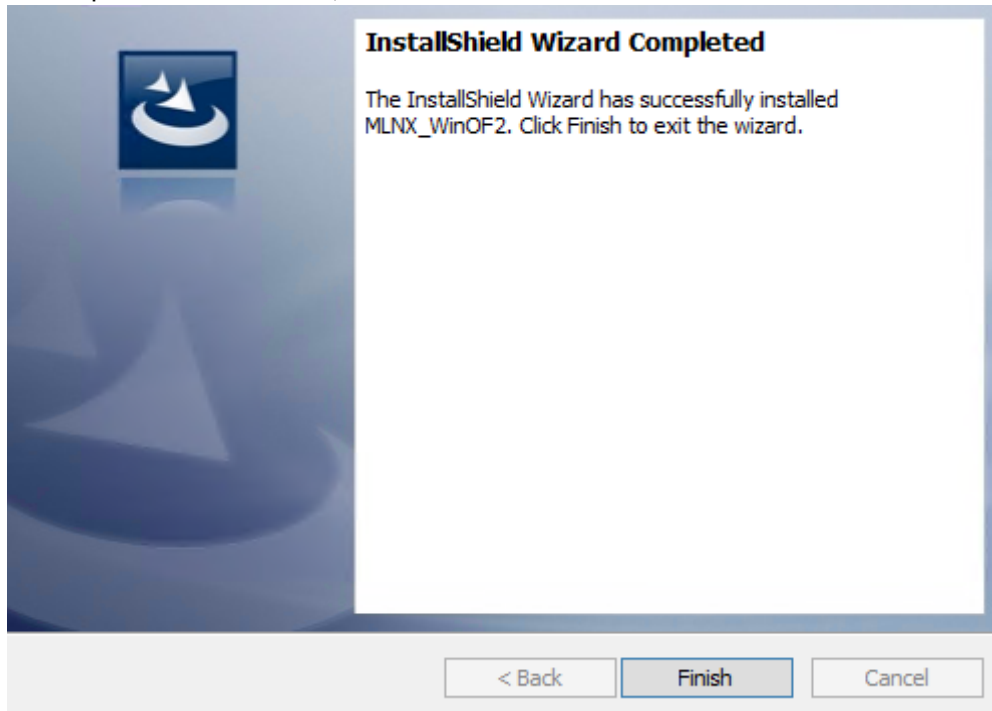 InstallShield Wizard Completed
The InstallShield Wizard has successfully installed
MLNX_WinOF2. Click Finish to exit the wizard.
< Back
Finish
Cancel